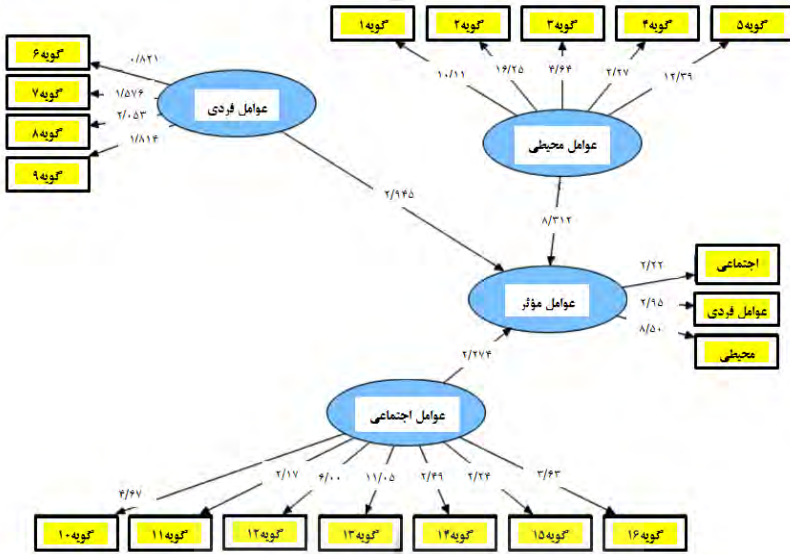 گویه۱
گویه۲
گویه۳
گویه۴
گویه۵
۱۰/۱۱
۱۶/۲۵
۴/۶۴
۲/۲۷
۱۲/۳۹
گویه۶
گویه۷
گویه۸
گویه۹
۰/۸۲۱
۱/۵۷۶
۲/۰۵۳
۱/۸۱۴
عوامل فردی
عوامل محیطی
۲/۹۴۵
۸/۳۱۲
عوامل مؤثر
۲/۲۲
۲/۹۵
۸/۵۰
اجتماعی
عوامل فردی
محیطی
۲/۲۷۴
عوامل اجتماعی
۴/۶۷
۲/۱۷
۶/۰۰
۱۱/۰۵
۲/۴۹
۲/۲۴
۳/۶۳
گویه۱۰
گویه۱۱
گویه۱۲
گویه۱۳
گویه۱۴
گویه۱۵
گویه۱۶